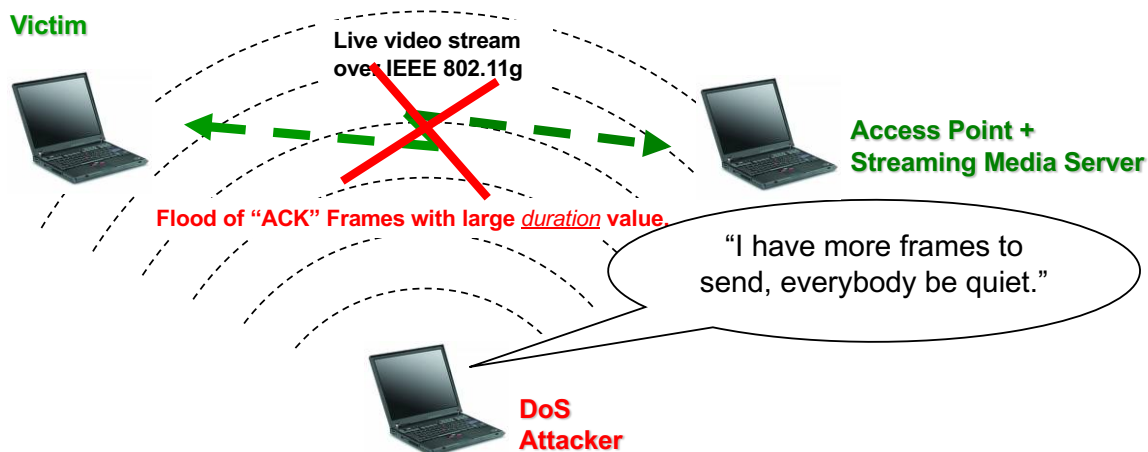 Victim
Live video stream
over IEEE 802.11g
Access Point +
Streaming Media Server
Flood of “ACK” Frames with large duration value.
“I have more frames to
send, everybody be quiet.”
DoS
Attacker